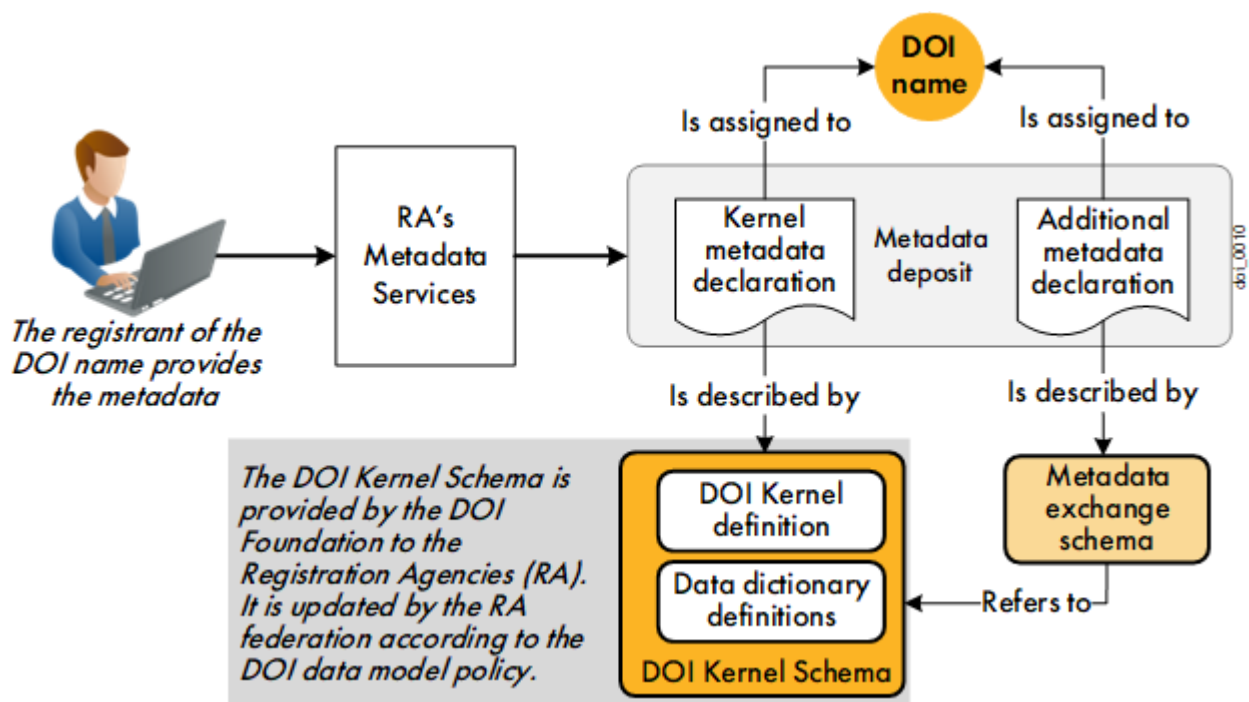 DOI
name
Is assigned to
Is assigned to
RA's
Metadata
Services
Kernel
metadata
declaration
Metadata
deposit
Additional
metadata
declaration
doi_0010
The registrant of the
DOI name provides
the metadata
Is described by
Is described by
The DOI Kernel Schema is
provided by the DOI
Foundation to the
Registration Agencies (RA).
It is updated by the RA
federation according to the
DOI data model policy.
DOI Kernel
definition
Data dictionary
definitions
DOI Kernel Schema
Metadata
exchange
schema
Refers to